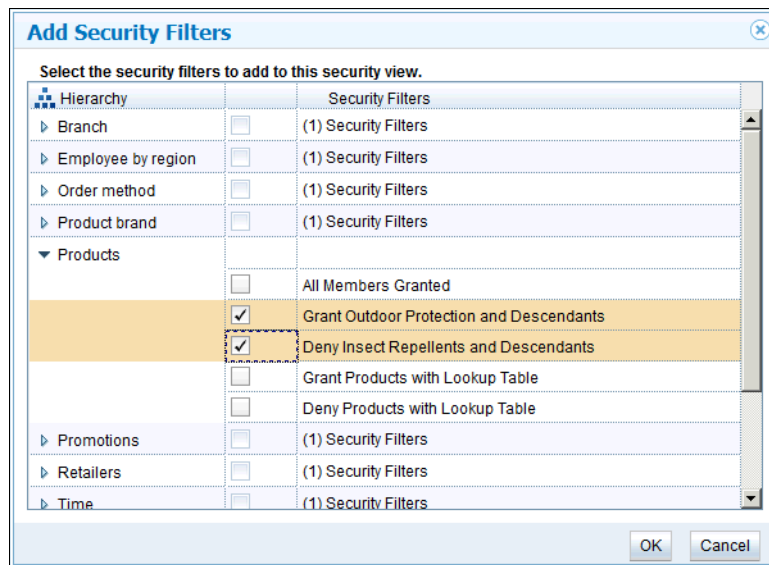 Add Security Filters
Select the security filters to add to this security view.
Hierarchy Security Filters
Branch (1) Security Filters
Employee by region (1) Security Filters
Order method (1) Security Filters
Product brand (1) Security Filters
Products
All Members Granted
Grant Outdoor Protection and Descendants
Deny Insect Repellents and Descendants
Grant Products with Lookup Table
Deny Products with Lookup Table
Promotions (1) Security Filters
Retailers (1) Security Filters
Time (1) Security Filters
OK Cancel